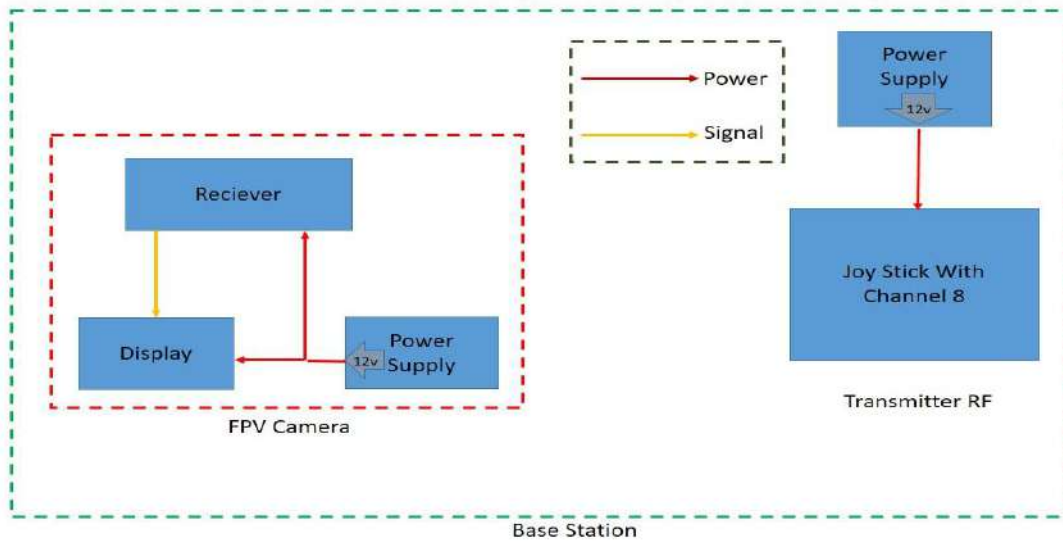 Power
Supply
12v
Power
Signal
Reciever
Joy Stick With
Channel 8
Display
12v
Power
Supply
Transmitter RF
FPV Camera
Base Station